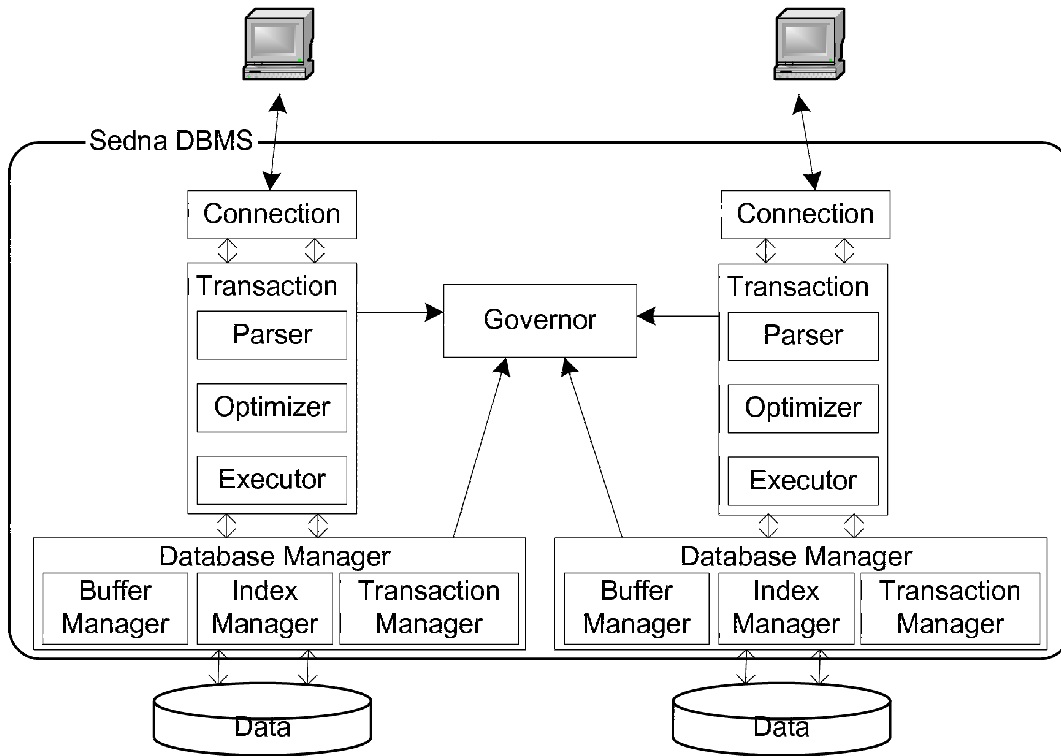 Sedna DBMS
Connection
Connection
Transaction
Parser
Optimizer
Executor
Governor
Transaction
Parser
Optimizer
Executor
Database Manager
Buffer
Manager
Index
Manager
Transaction
Manager
Database Manager
Buffer
Manager
Index
Manager
Transaction
Manager
Data
Data